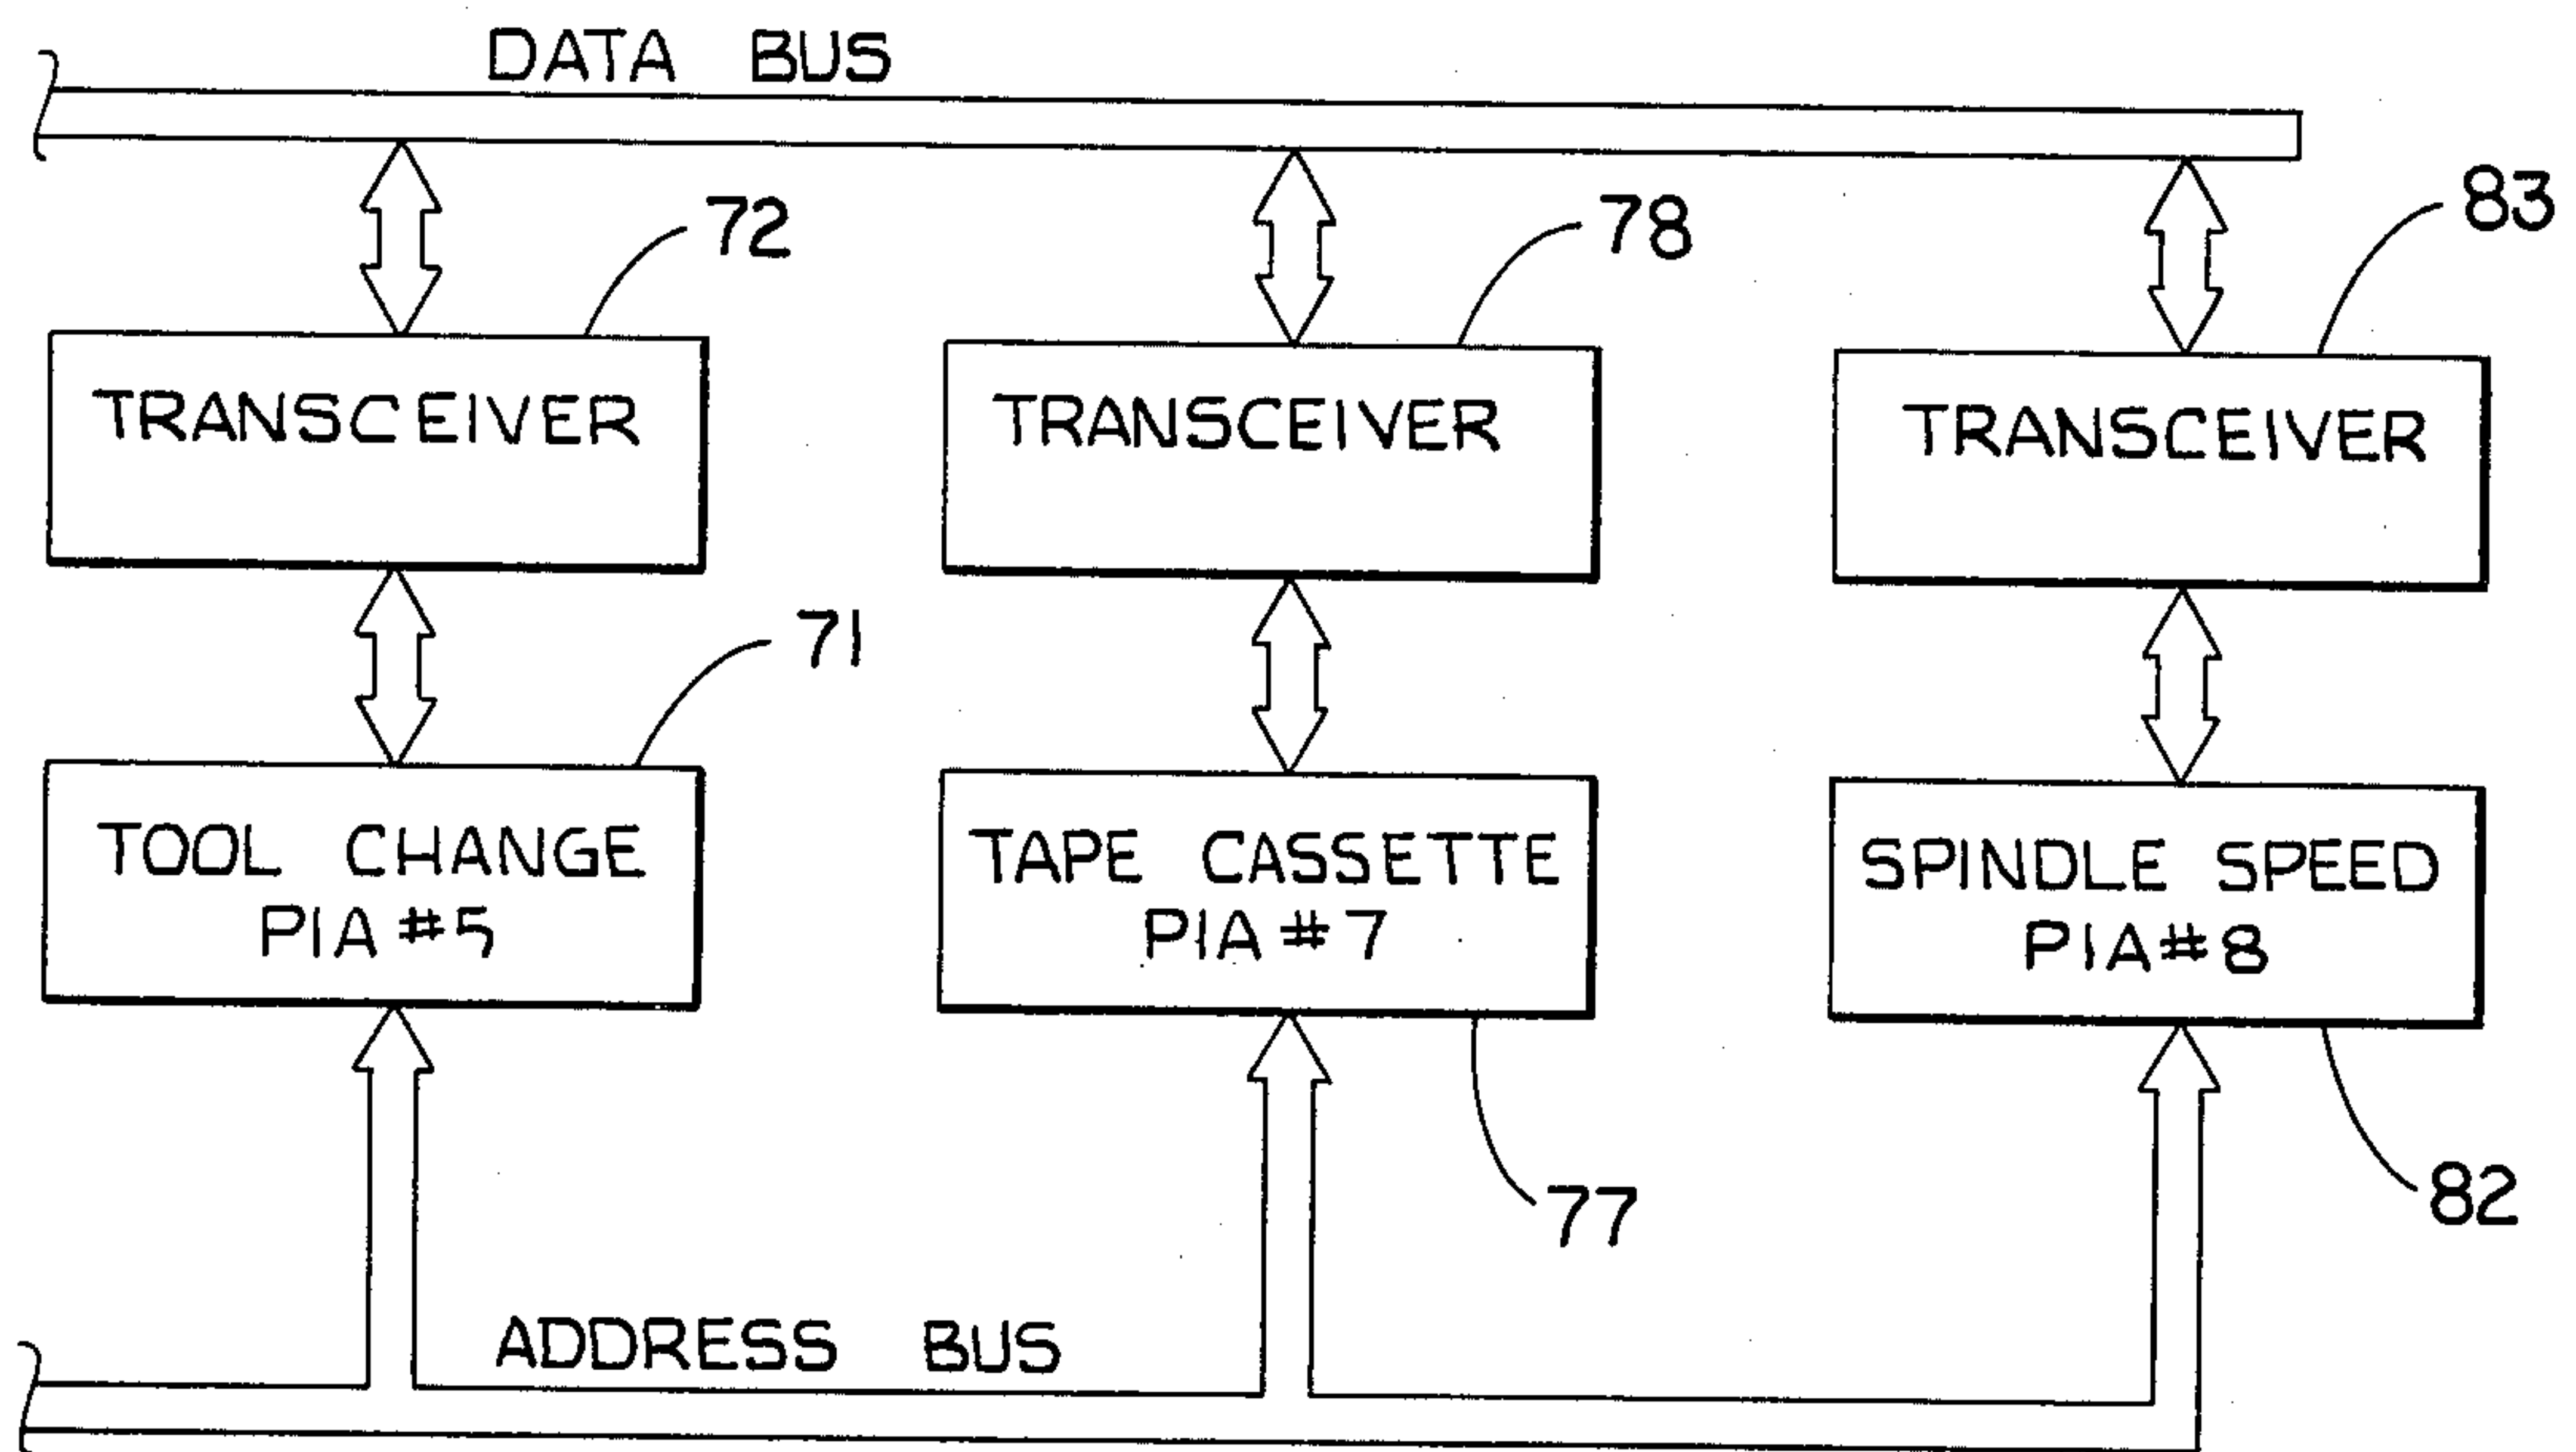 DATA BUS
72
78
83
TRANSCEIVER
TRANSCEIVER
TRANSCEIVER
71
TOOL CHANGE
PIA #5
TAPE CASSETTE
PIA #7
SPINDLE SPEED
PIA #8
77
82
ADDRESS BUS